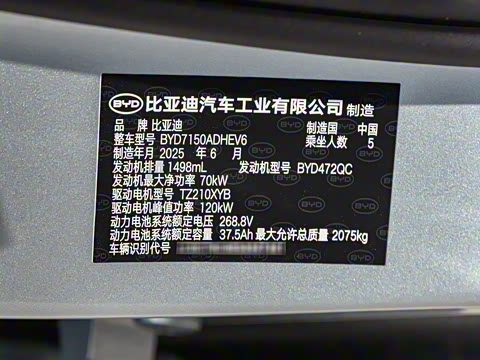 BYD 比亚迪汽车工业有限公司 制造
品 牌 比亚迪 制造国 中国
整车型号 BYD7150ADHEV6 乘坐人数 5
制造年月 2025 年 6 月
发动机排量 1498mL 发动机型号 BYD472QC
发动机最大净功率 70kW
驱动电机型号 TZ210XYB
驱动电机峰值功率 120kW
动力电池系统额定电压 268.8V
动力电池系统额定容量 37.5Ah 最大允许总质量 2075kg
车辆识别代号